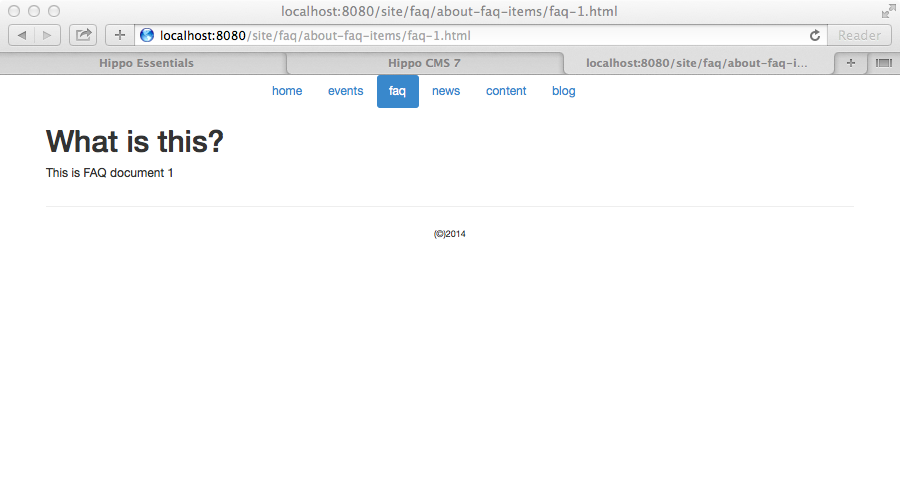 localhost:8080/site/faq/about-faq-items/faq-1.html
localhost:8080/site/faq/about-faq-items/faq-1.html
Reader
Hippo Essentials
Hippo CMS 7
localhost:8080/site/faq/about-faq-i...
home
events
faq
news
content
blog
What is this?
This is FAQ document 1
(©)2014